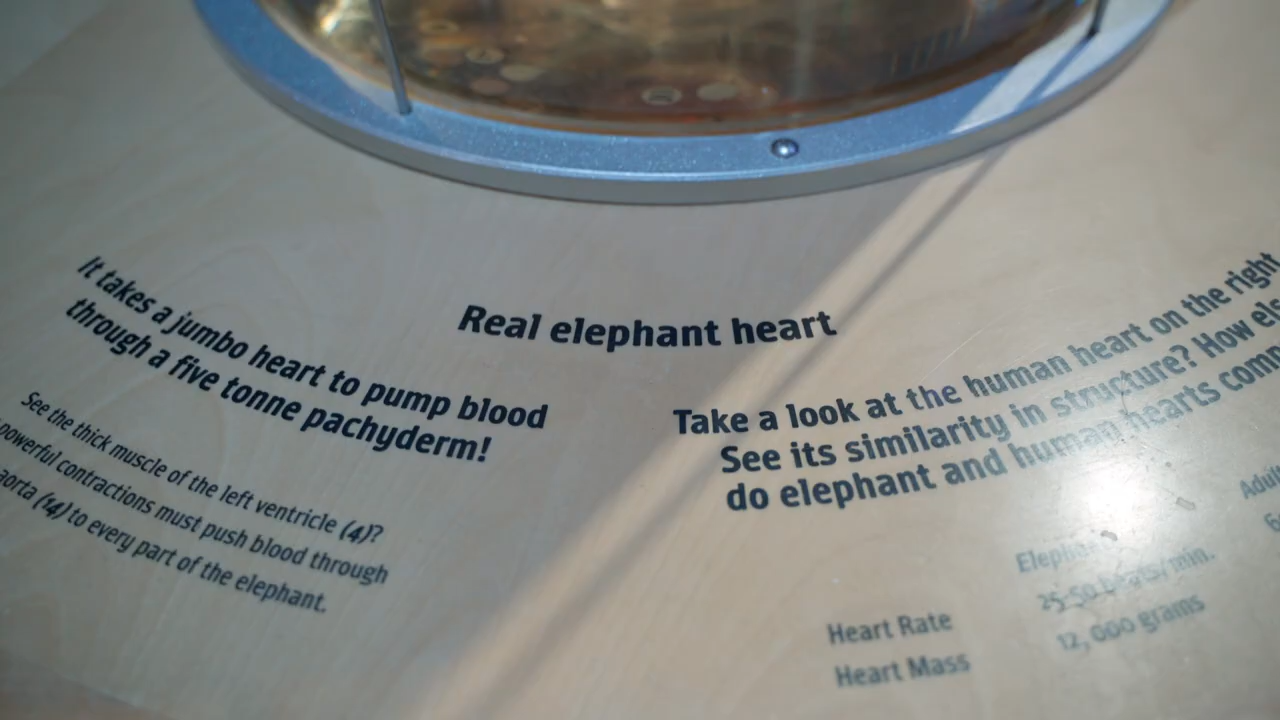 Real elephant heart
It takes a jumbo heart to pump blood
through a five tonne pachyderm!
See the thick muscle of the left ventricle (4)?
powerful contractions must push blood through
aorta (14) to every part of the elephant.
Take a look at the human heart on the right
See its similarity in structure? How
do elephant and human hearts
Elephant
Heart Rate 25-50 beats/min.
Heart Mass 12,000 grams